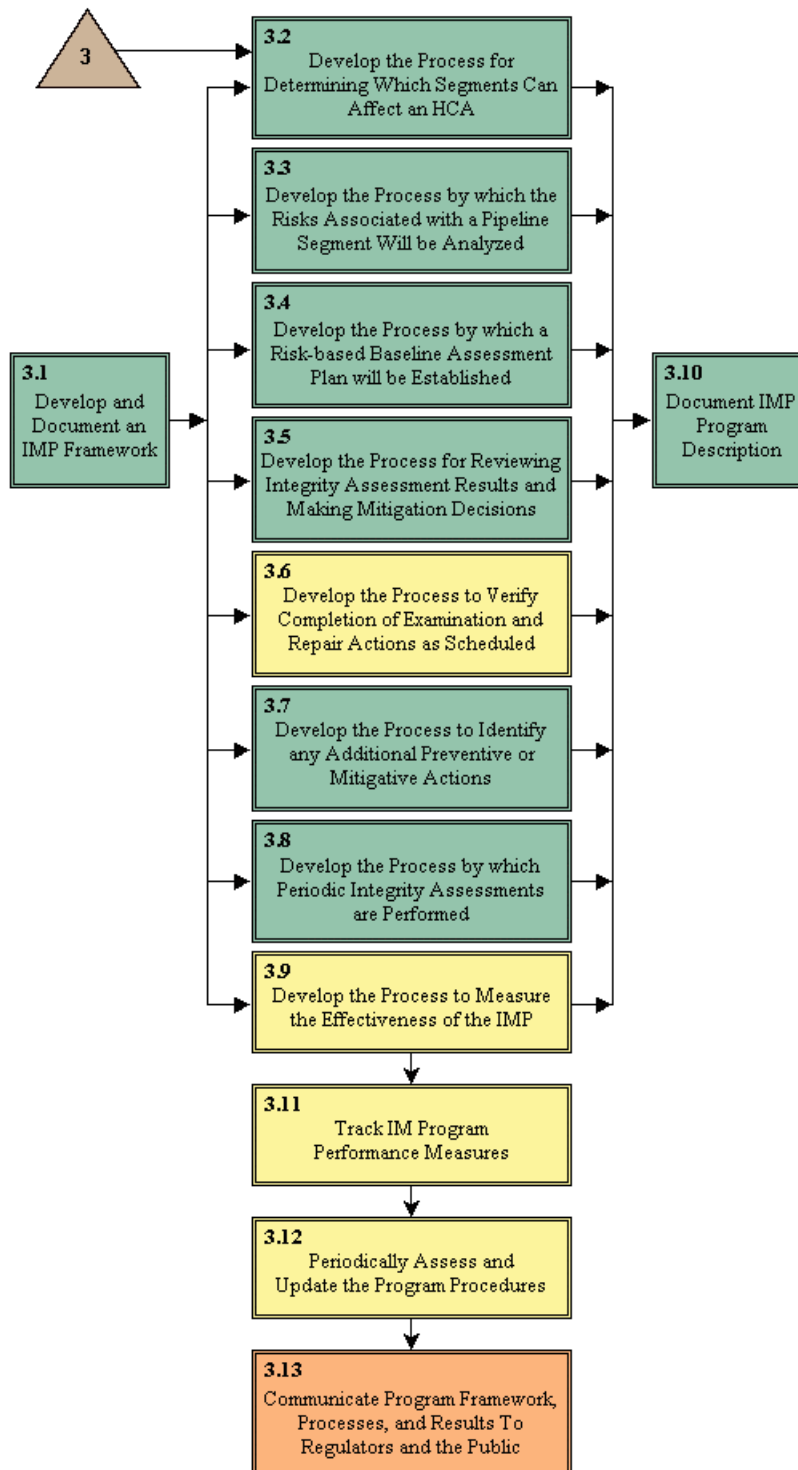 3
3.2
Develop the Process for
Determining Which Segments Can
Affect an HCA
3.3
Develop the Process by which the
Risks Associated with a Pipeline
Segment Will be Analyzed
3.4
Develop the Process by which a
Risk-based Baseline Assessment
Plan will be Established
3.1
Develop and
Document an
IMP Framework
3.10
Document IMP
Program
Description
3.5
Develop the Process for Reviewing
Integrity Assessment Results and
Making Mitigation Decisions
3.6
Develop the Process to Verify
Completion of Examination and
Repair Actions as Scheduled
3.7
Develop the Process to Identify
any Additional Preventive or
Mitigative Actions
3.8
Develop the Process by which
Periodic Integrity Assessments
are Performed
3.9
Develop the Process to Measure
the Effectiveness of the IMP
3.11
Track IM Program
Performance Measures
3.12
Periodically Assess and
Update the Program Procedures
3.13
Communicate Program Framework,
Processes, and Results To
Regulators and the Public